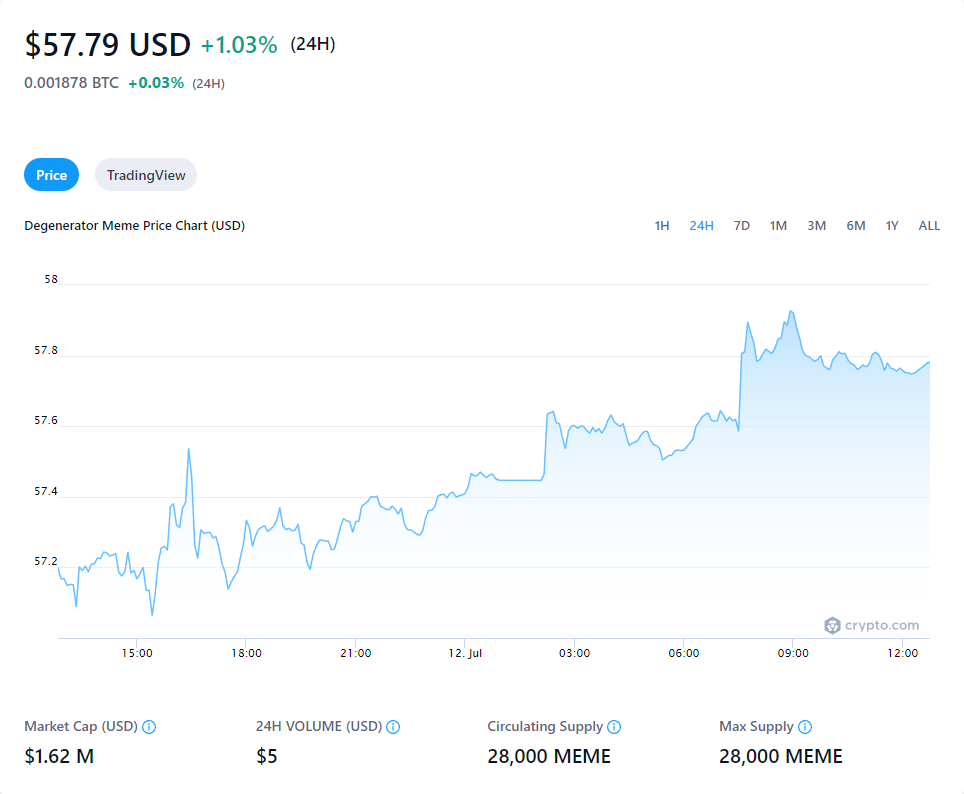 $57.79 USD +1.03% (24H)
0.001878 BTC +0.03% (24H)
Price TradingView
Degenerator Meme Price Chart (USD) 1H 24H 7D 1M 3M 6M 1Y ALL
58
57.8
57.6
57.4
57.2
crypto.com
15:00 18:00 21:00 12. Jul 03:00 06:00 09:00 12:00
Market Cap (USD) 24H VOLUME (USD) Circulating Supply Max Supply
$1.62 M $5 28,000 MEME 28,000 MEME